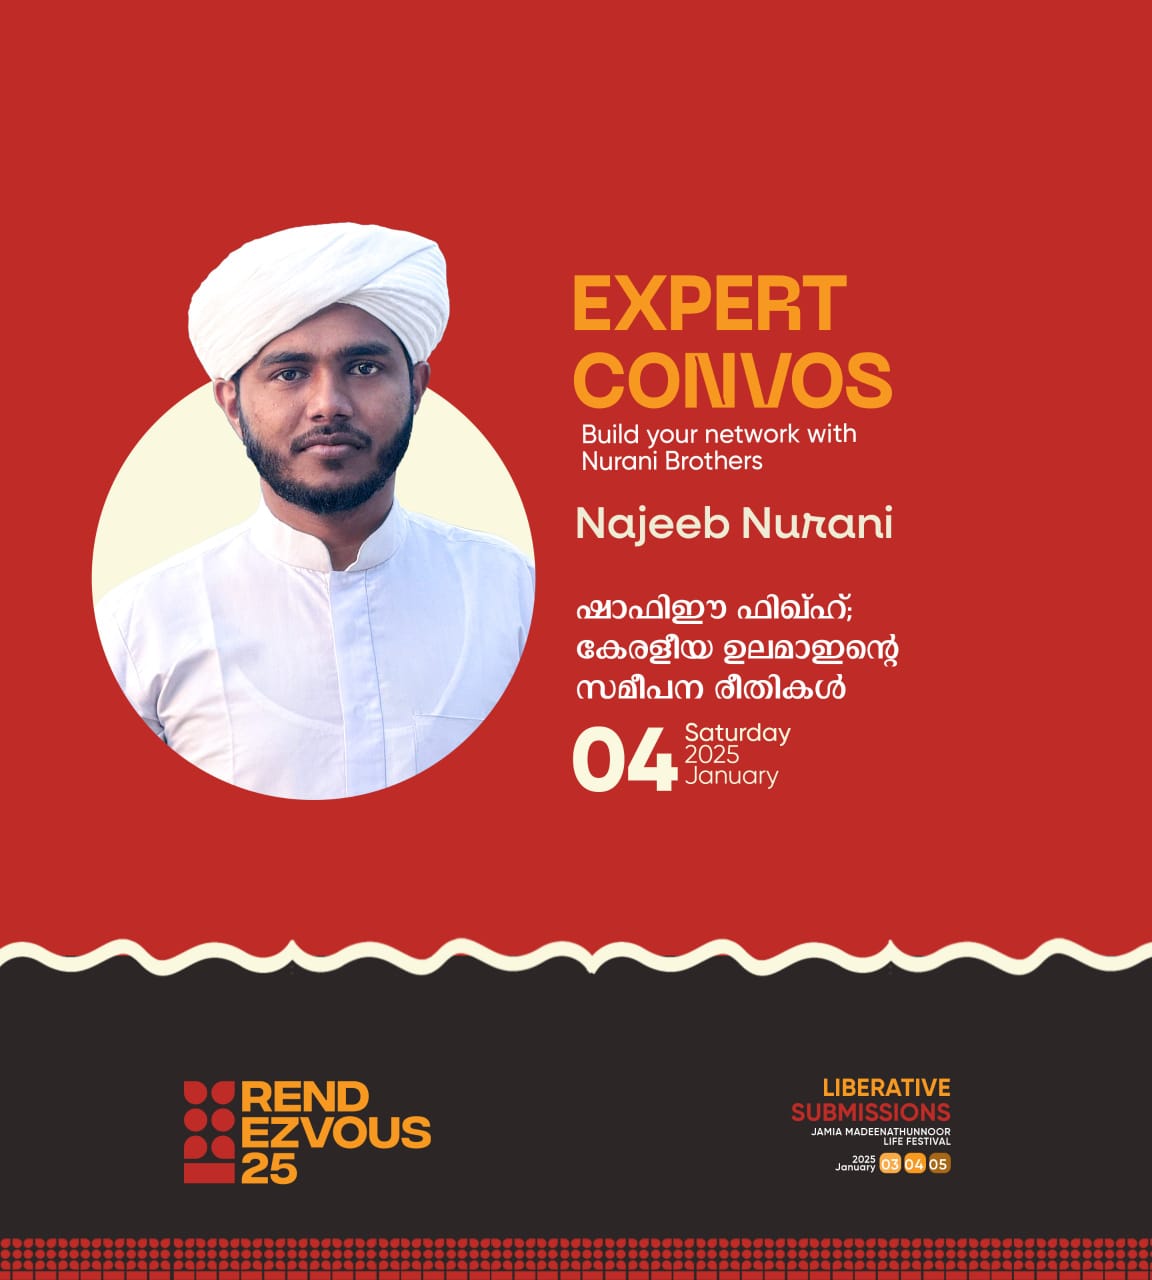 EXPERT
CONVOS
Build your network with
Nurani Brothers
Najeeb Nurani
ഷാഫിഈ ഫിഖ്ഹ്;
കേരളീയ ഉലമാഇന്റെ
സമീപന രീതികൾ
04
Saturday
2025
January
REND
EZVOUS
25
LIBERATIVE
SUBMISSIONS
JAMIA MADEENATHUNNOOR
LIFE FESTIVAL
2025
January 03 04 05